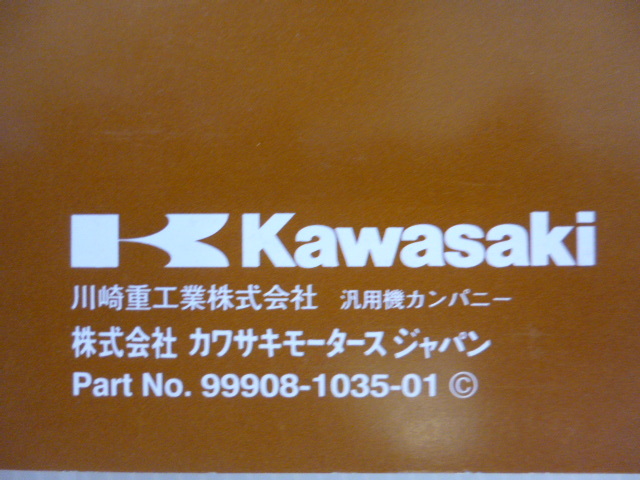 Kawasaki
川崎重工業株式会社 汎用機カンパニー
株式会社 カワサキモータース ジャパン
Part No. 99908-1035-01 ©